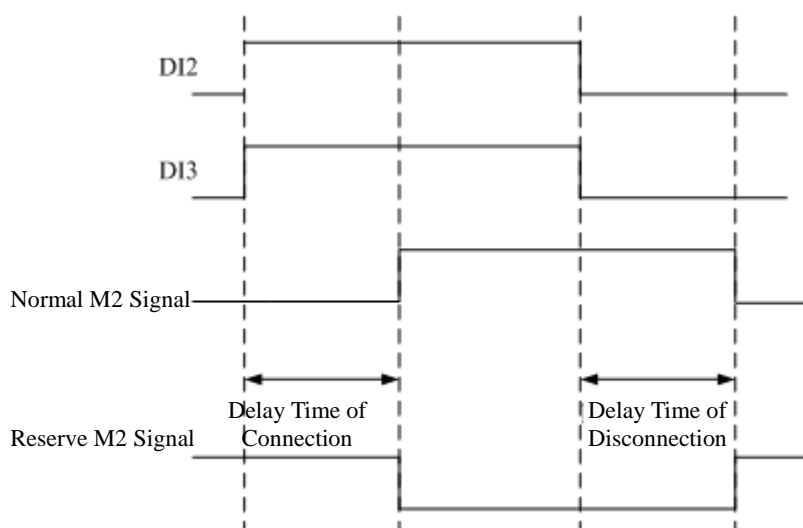 DI2
DI3
Normal M2 Signal
Delay Time of
Connection
Delay Time of
Disconnection
Reserve M2 Signal